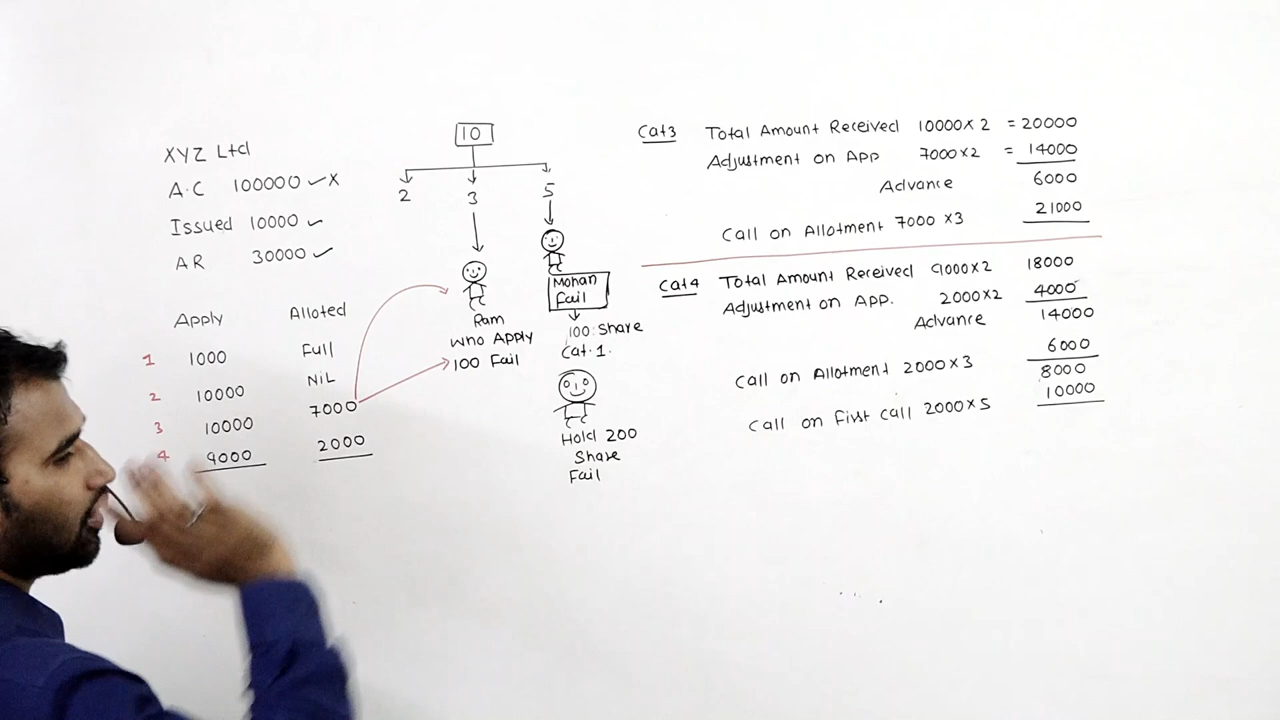 XYZ Ltd
A.C 100000 ✓ X
Issued 10000 ✓
AR 30000 ✓
Apply Alloted
1 1000 Full
2 10000 NiL
3 10000 7000
4 9000 2000
10
2 3 5
Ram
who Apply
100 Fail
Mohan
Fail
100 Share
Cat.1.
Hold 200
Share
Fail
Cat3 Total Amount Received 10000 x 2 = 20000
Adjustment on App 7000 x 2 = 14000
Advance 6000
Call on Allotment 7000 x 3 21000
Cat4 Total Amount Received 9000 x 2 18000
Adjustment on App. 2000 x 2 4000
Advance 14000
Call on Allotment 2000 x 3 6000
8000
Call on First call 2000 x 5 10000